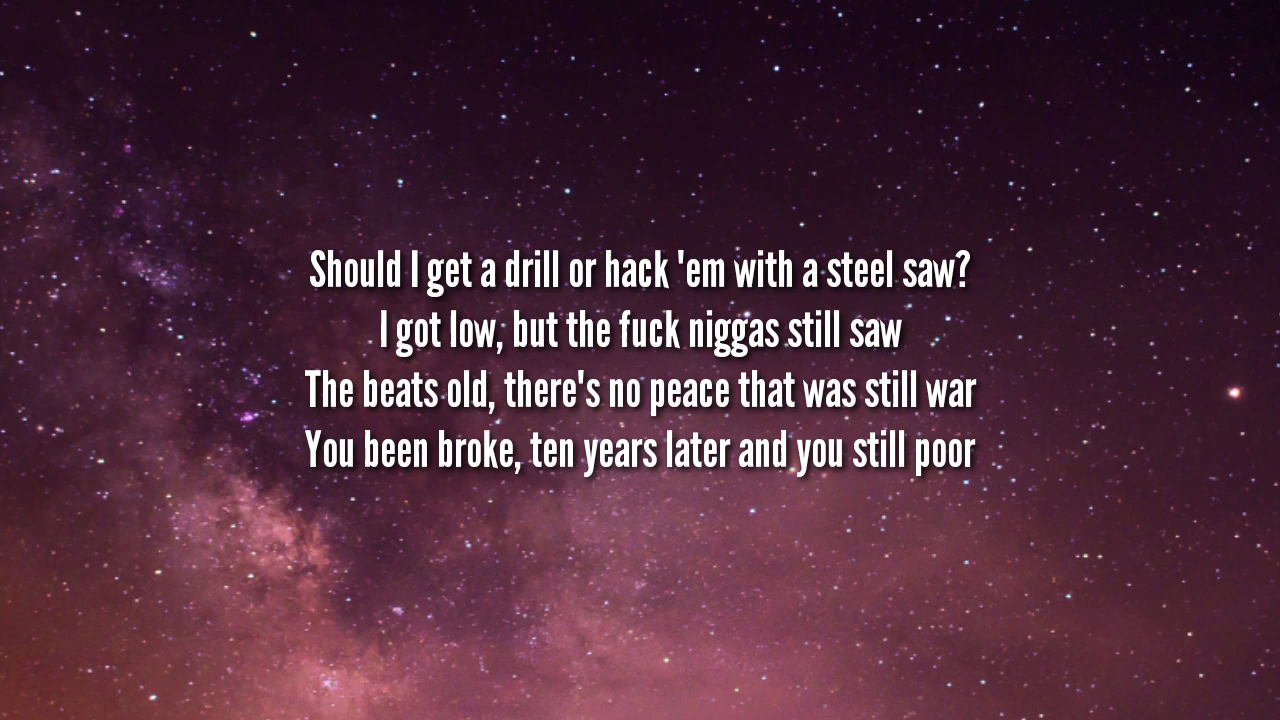 Should I get a drill or hack 'em with a steel saw?
I got low, but the fuck niggas still saw
The beats old, there's no peace that was still war
You been broke, ten years later and you still poor